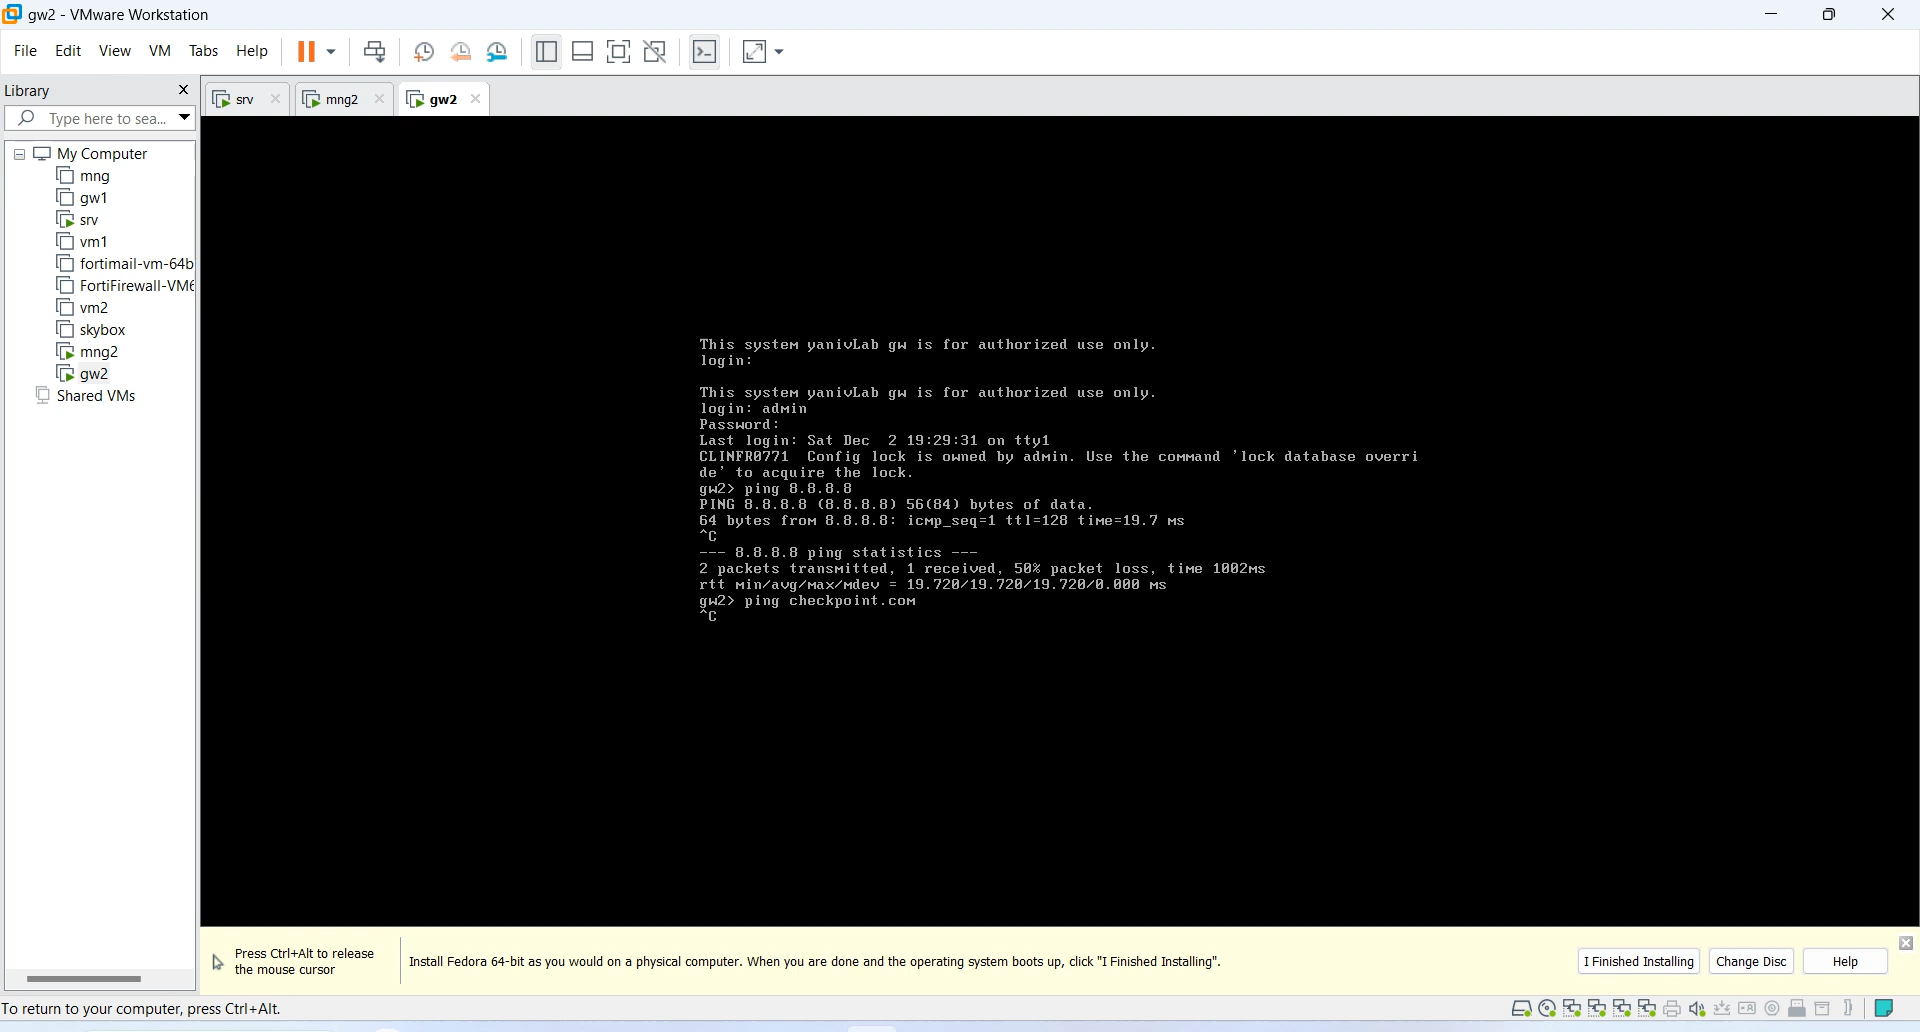 gw2 - VMware Workstation
File Edit View VM Tabs Help
Library
Type here to sea...
srv
mng2
gw2
My Computer
mng
gw1
srv
vm1
fortimail-vm-64b
FortiFirewall-VM6
vm2
skybox
mng2
gw2
Shared VMs
This system yanivLab gw is for authorized use only.
login:
This system yanivLab gw is for authorized use only.
login: admin
Password:
Last login: Sat Dec  2 19:29:31 on tty1
CLINFR0771  Config lock is owned by admin. Use the command 'lock database overri
de' to acquire the lock.
gw2> ping 8.8.8.8
PING 8.8.8.8 (8.8.8.8) 56(84) bytes of data.
64 bytes from 8.8.8.8: icmp_seq=1 ttl=128 time=19.7 ms
^C
--- 8.8.8.8 ping statistics ---
2 packets transmitted, 1 received, 50% packet loss, time 1002ms
rtt min/avg/max/mdev = 19.720/19.720/19.720/0.000 ms
gw2> ping checkpoint.com
^C
Press Ctrl+Alt to release
the mouse cursor
Install Fedora 64-bit as you would on a physical computer. When you are done and the operating system boots up, click "I Finished Installing".
I Finished Installing
Change Disc
Help
To return to your computer, press Ctrl+Alt.